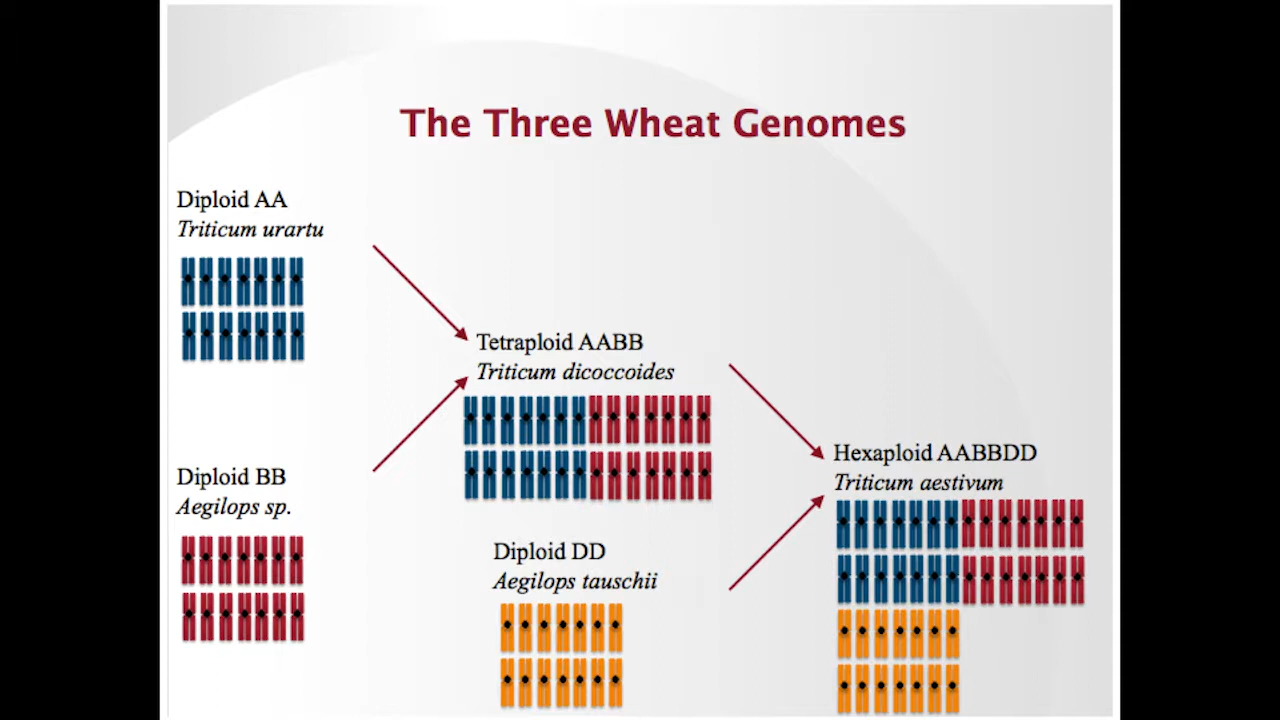 The Three Wheat Genomes
Diploid AA
Triticum urartu
Tetraploid AABB
Triticum dicoccoides
Hexaploid AABBDD
Triticum aestivum
Diploid BB
Aegilops sp.
Diploid DD
Aegilops tauschii